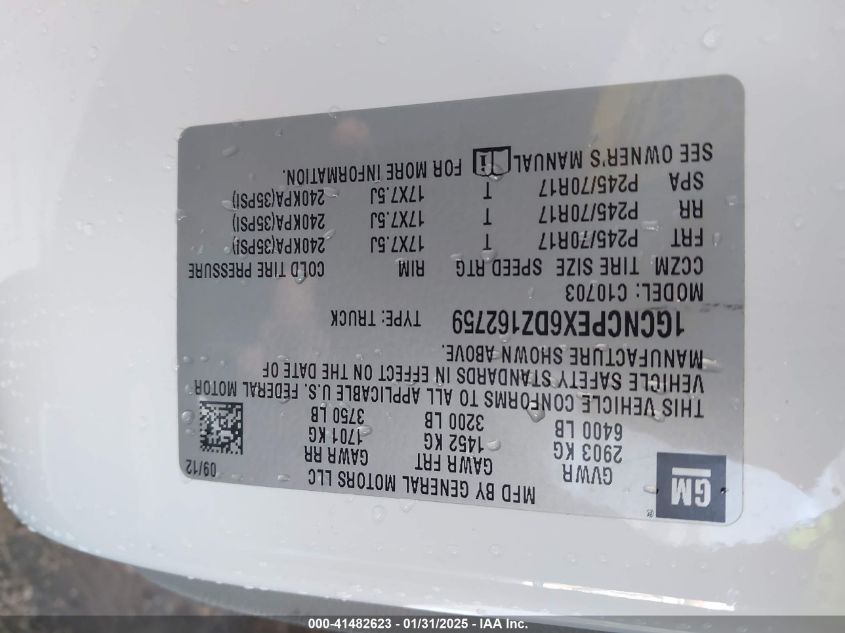 MFD BY GENERAL MOTORS LLC
09/12
GM ®
GVWR GAWR FRT GAWR RR
2903 KG 1452 KG 1701 KG
6400 LB 3200 LB 3750 LB
THIS VEHICLE CONFORMS TO ALL APPLICABLE U.S. FEDERAL MOTOR
VEHICLE SAFETY STANDARDS IN EFFECT ON THE DATE OF
MANUFACTURE SHOWN ABOVE.
1GCNCPEX6DZ162759 TYPE: TRUCK
MODEL: C10703
CCZM TIRE SIZE SPEED RTG RIM COLD TIRE PRESSURE
FRT P245/70R17 T 17X7.5J 240KPA(35PSI)
RR P245/70R17 T 17X7.5J 240KPA(35PSI)
SPA P245/70R17 T 17X7.5J 240KPA(35PSI)
SEE OWNER'S MANUAL i FOR MORE INFORMATION.
000-41482623 - 01/31/2025 - IAA Inc.